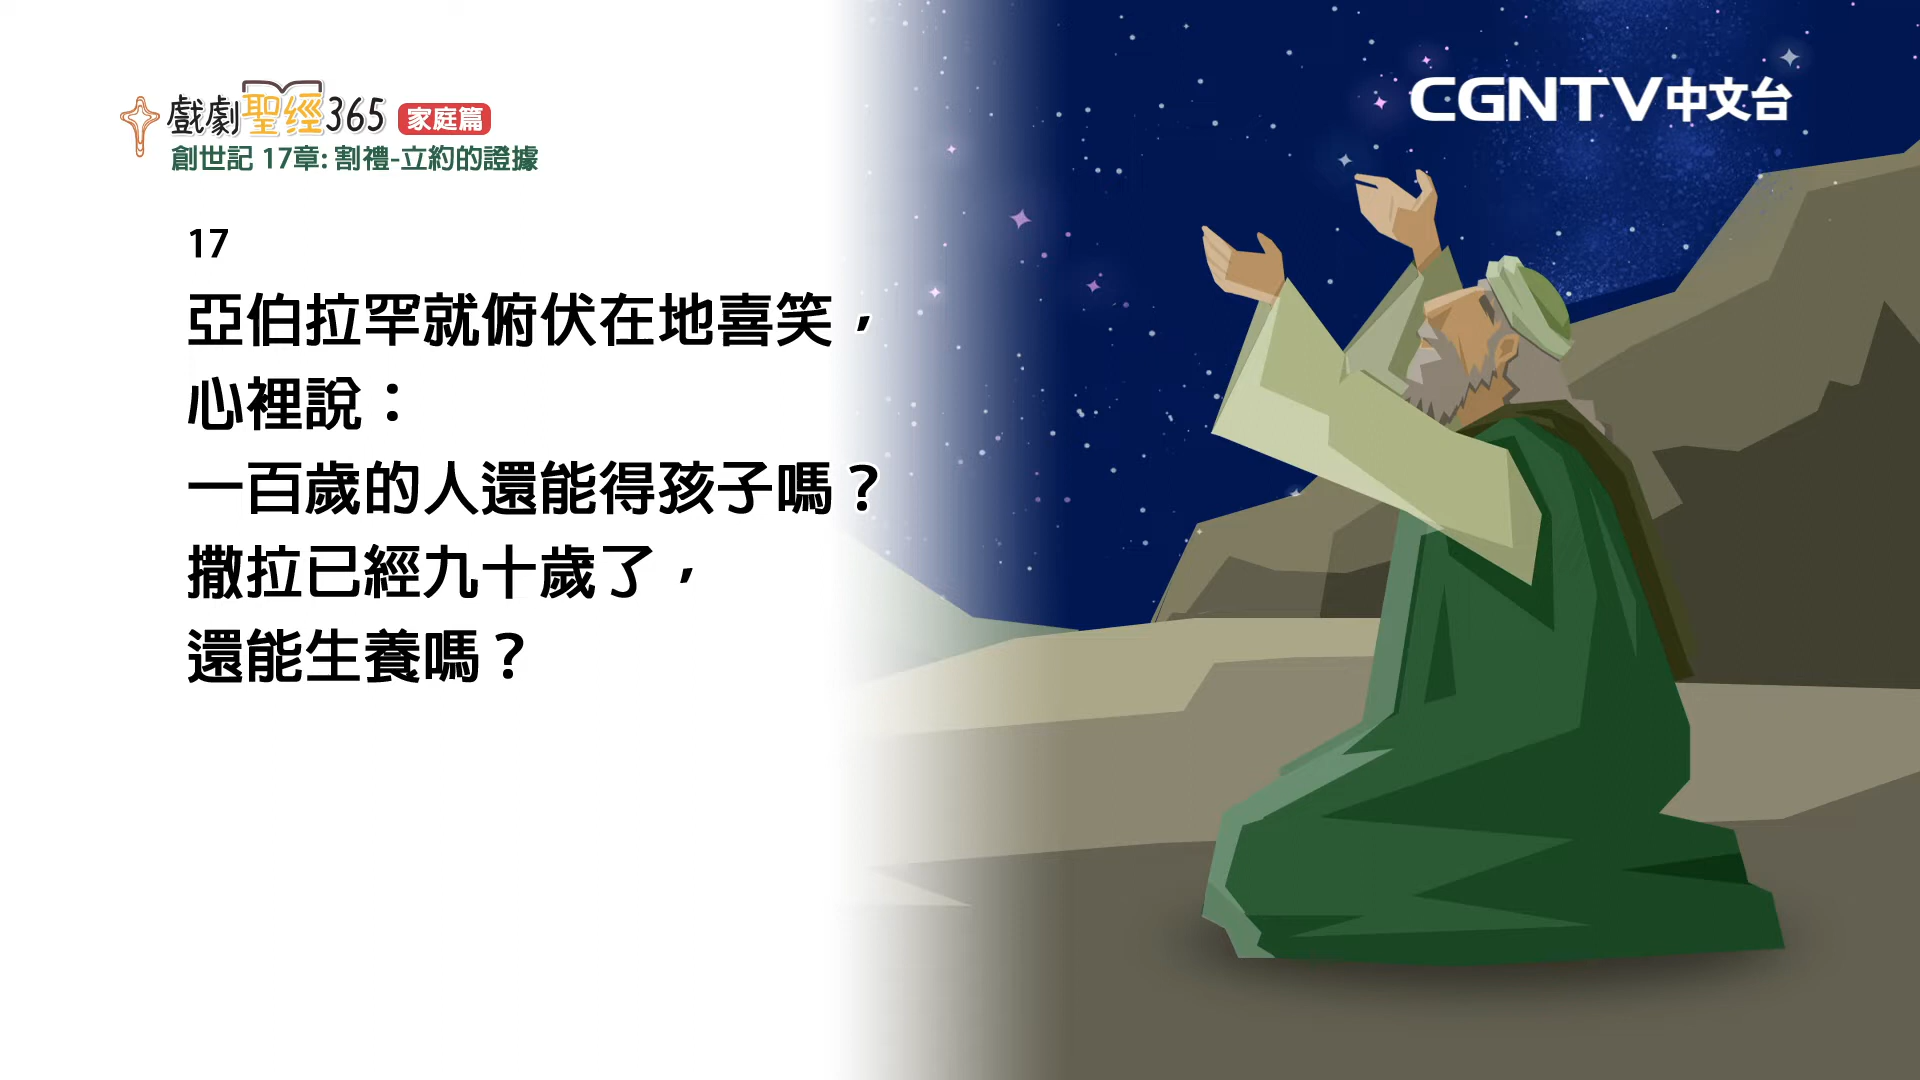 戲劇聖經365 家庭篇
CGNTV中文台
創世記 17章: 割禮-立約的證據
17
亞伯拉罕就俯伏在地喜笑，
心裡說：
一百歲的人還能得孩子嗎？
撒拉已經九十歲了，
還能生養嗎？